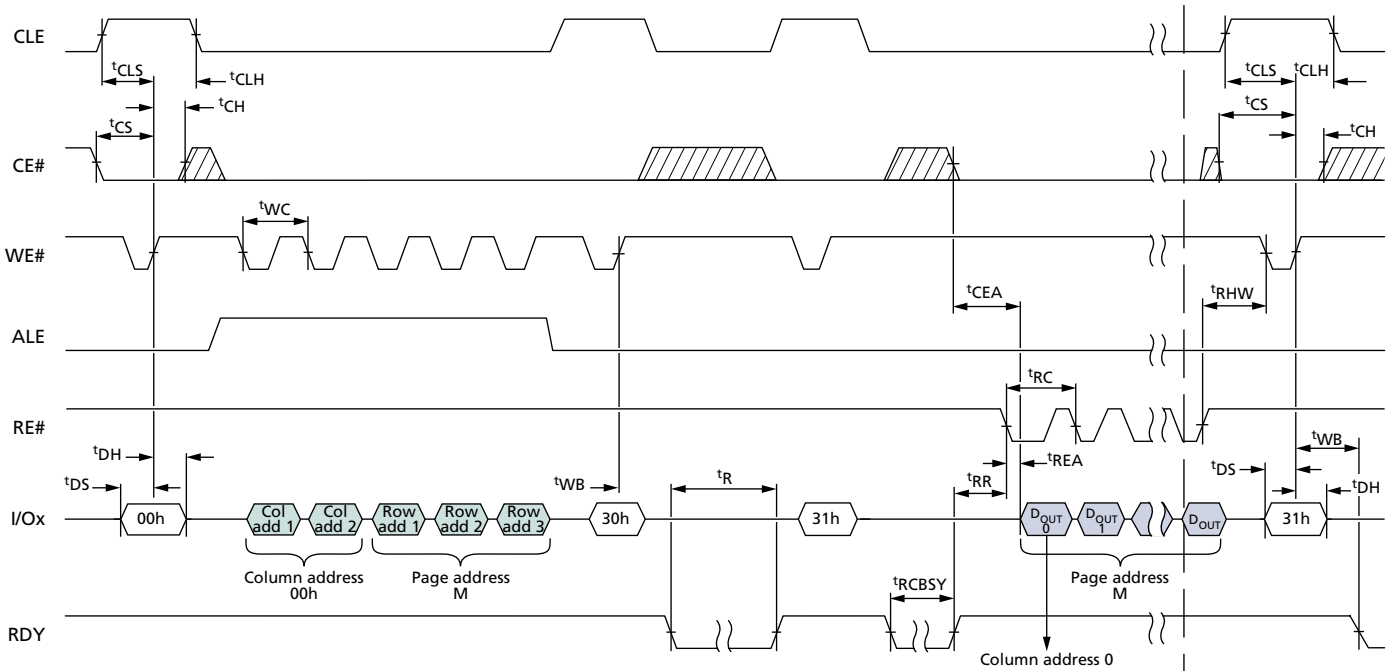 CLE
tCLS
tCLH
tCLS
tCLH
tCH
tCS
tCS
tCH
CE#
tWC
WE#
tCEA
tRHW
ALE
tRC
RE#
tDH
tREA
tWB
tDS
tWB
tR
tRR
tDS
tDH
I/Ox
00h
Col add 1
Col add 2
Row add 1
Row add 2
Row add 3
30h
31h
DOUT 0
DOUT 1
DOUT
31h
Column address 00h
Page address M
tRCBSY
Page address M
RDY
Column address 0